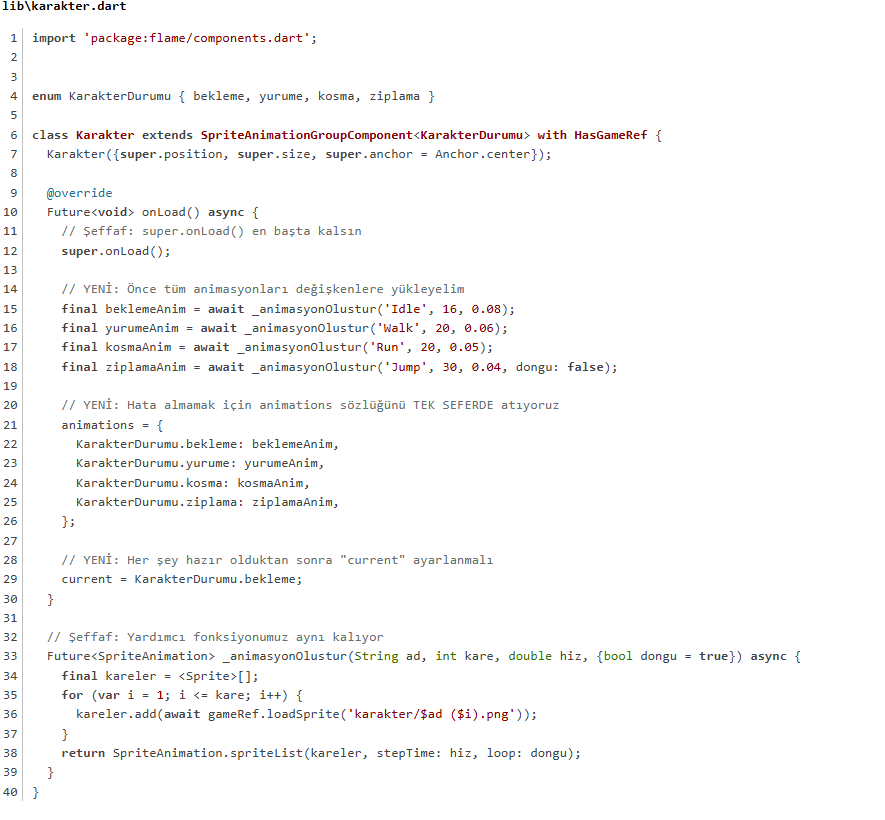 lib\karakter.dart
1 import 'package:flame/components.dart';
2
3
4 enum KarakterDurumu { bekleme, yurume, kosma, ziplama }
5
6 class Karakter extends SpriteAnimationGroupComponent<KarakterDurumu> with HasGameRef {
7   Karakter({super.position, super.size, super.anchor = Anchor.center});
8
9   @override
10   Future<void> onLoad() async {
11     // Şeffaf: super.onLoad() en başta kalsın
12     super.onLoad();
13
14     // YENİ: Önce tüm animasyonları değişkenlere yükleyelim
15     final beklemeAnim = await _animasyonOlustur('Idle', 16, 0.08);
16     final yurumeAnim = await _animasyonOlustur('Walk', 20, 0.06);
17     final kosmaAnim = await _animasyonOlustur('Run', 20, 0.05);
18     final ziplamaAnim = await _animasyonOlustur('Jump', 30, 0.04, dongu: false);
19
20     // YENİ: Hata almamak için animations sözlüğünü TEK SEFERDE atıyoruz
21     animations = {
22       KarakterDurumu.bekleme: beklemeAnim,
23       KarakterDurumu.yurume: yurumeAnim,
24       KarakterDurumu.kosma: kosmaAnim,
25       KarakterDurumu.ziplama: ziplamaAnim,
26     };
27
28     // YENİ: Her şey hazır olduktan sonra "current" ayarlanmalı
29     current = KarakterDurumu.bekleme;
30   }
31
32   // Şeffaf: Yardımcı fonksiyonumuz aynı kalıyor
33   Future<SpriteAnimation> _animasyonOlustur(String ad, int kare, double hiz, {bool dongu = true}) async {
34     final kareler = <Sprite>[];
35     for (var i = 1; i <= kare; i++) {
36       kareler.add(await gameRef.loadSprite('karakter/$ad ($i).png'));
37     }
38     return SpriteAnimation.spriteList(kareler, stepTime: hiz, loop: dongu);
39   }
40 }